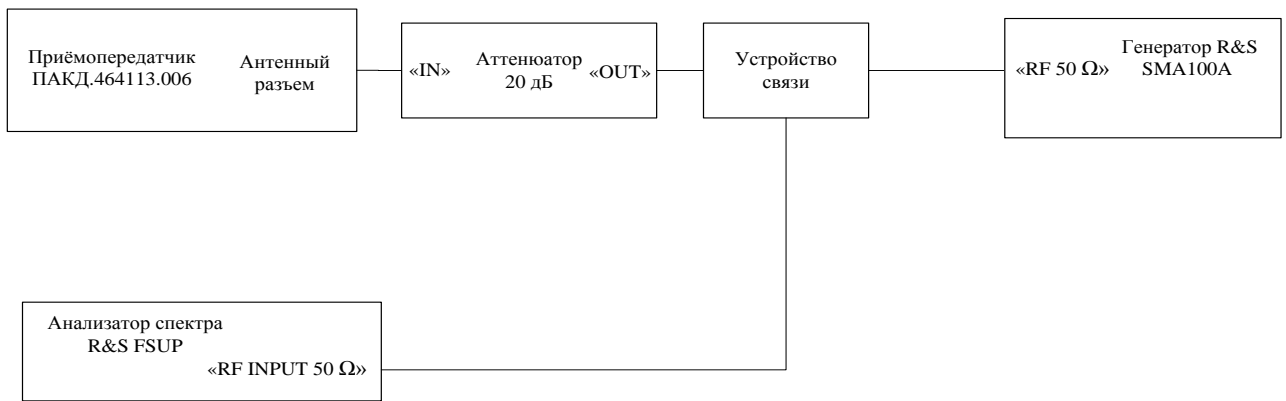 Приёмопередатчик
ПАКД.464113.006
Антенный
разъем
«IN»
Аттенюатор
20 дБ
«OUT»
Устройство
связи
«RF 50 Ω»
Генератор R&S
SMA100A
Анализатор спектра
R&S FSUP
«RF INPUT 50 Ω»